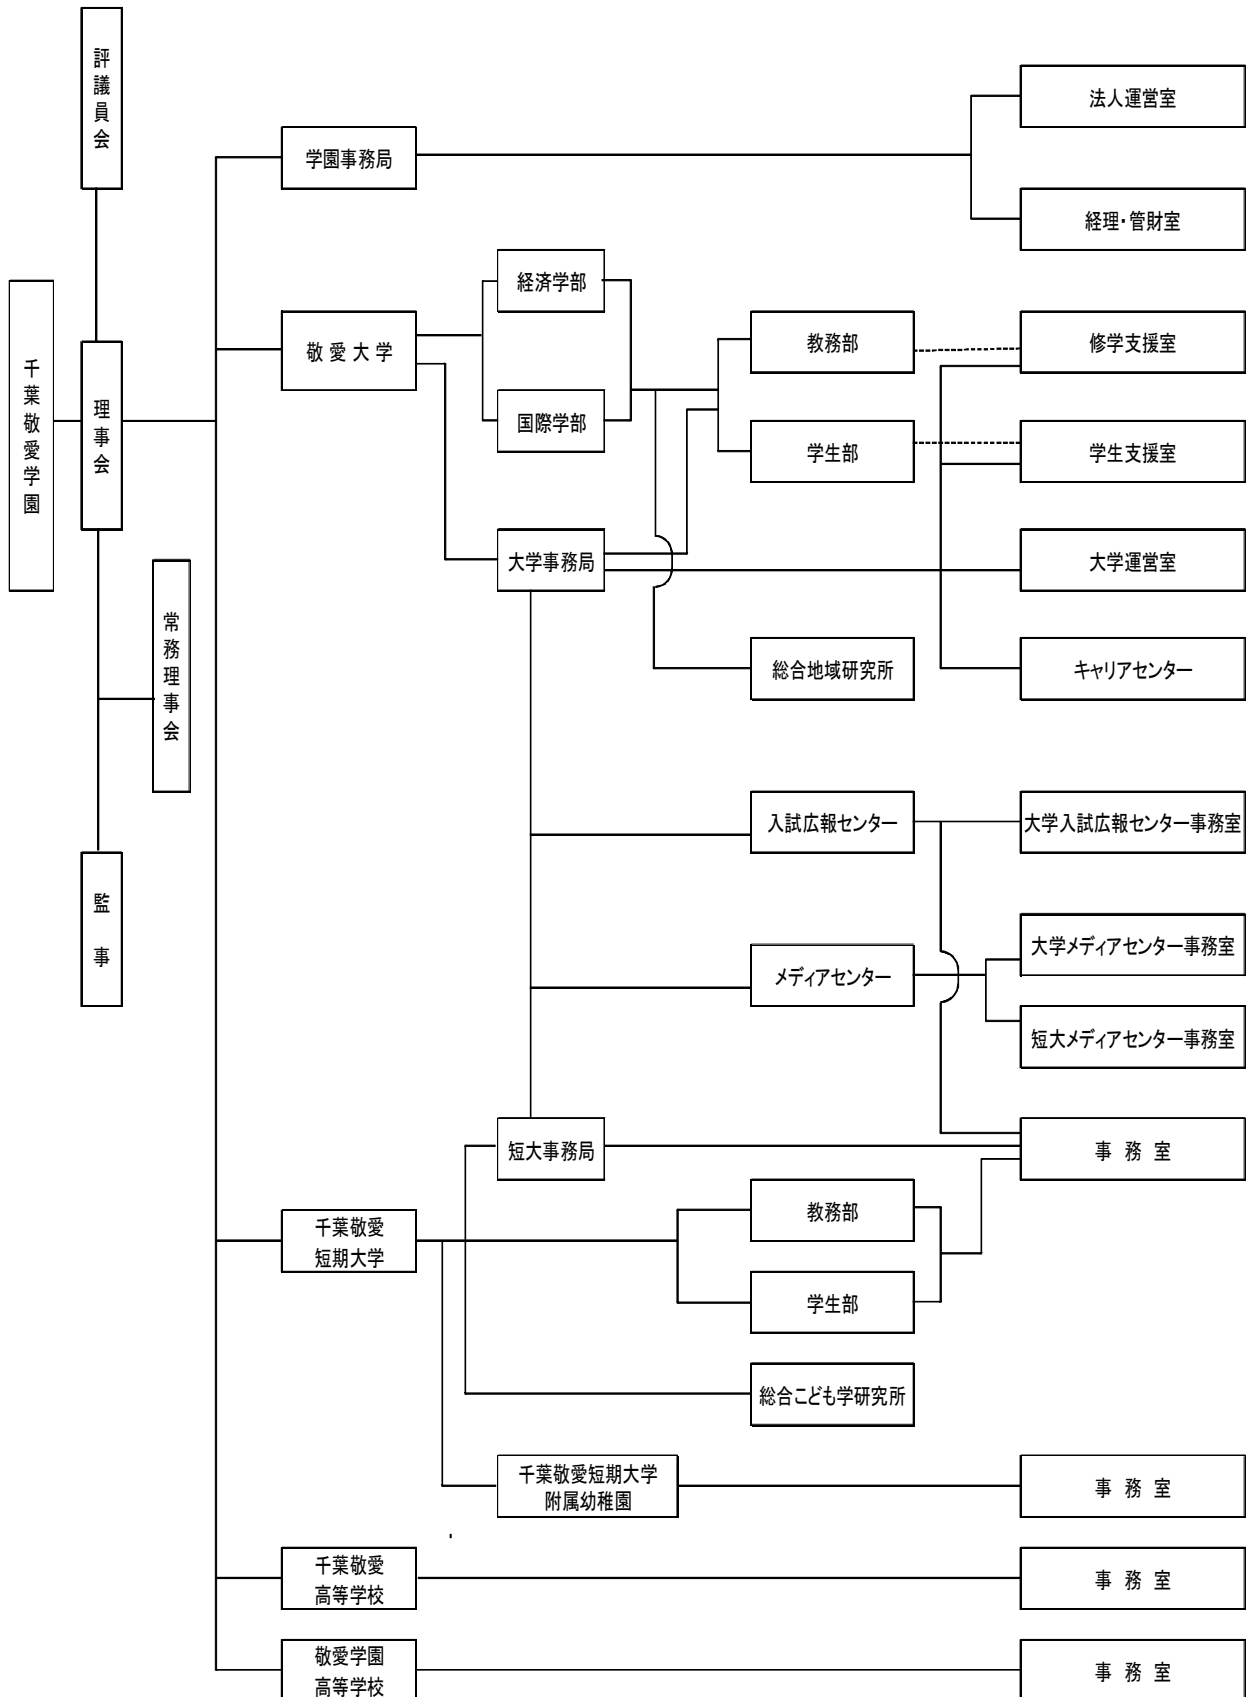 千葉敬愛学園
評議員会
理事会
常務理事会
監事
学園事務局
法人運営室
経理・管財室
敬愛大学
経済学部
国際学部
教務部
学生部
修学支援室
学生支援室
大学事務局
大学運営室
総合地域研究所
キャリアセンター
入試広報センター
大学入試広報センター事務室
メディアセンター
大学メディアセンター事務室
短大メディアセンター事務室
短大事務局
事務室
千葉敬愛
短期大学
教務部
学生部
総合こども学研究所
千葉敬愛短期大学
附属幼稚園
事務室
千葉敬愛
高等学校
事務室
敬愛学園
高等学校
事務室